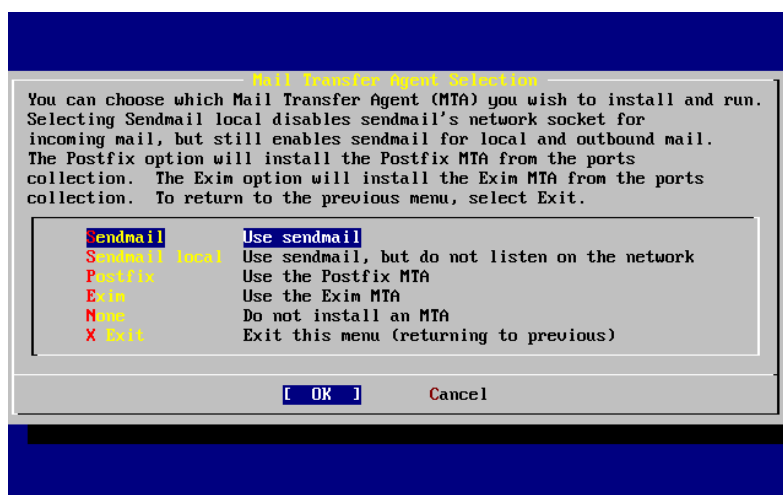 Mail Transfer Agent Selection
You can choose which Mail Transfer Agent (MTA) you wish to install and run.
Selecting Sendmail local disables sendmail's network socket for
incoming mail, but still enables sendmail for local and outbound mail.
The Postfix option will install the Postfix MTA from the ports
collection.  The Exim option will install the Exim MTA from the ports
collection.  To return to the previous menu, select Exit.
Sendmail Use sendmail
Sendmail local Use sendmail, but do not listen on the network
Postfix Use the Postfix MTA
Exim Use the Exim MTA
None Do not install an MTA
X Exit Exit this menu (returning to previous)
[ OK ] Cancel